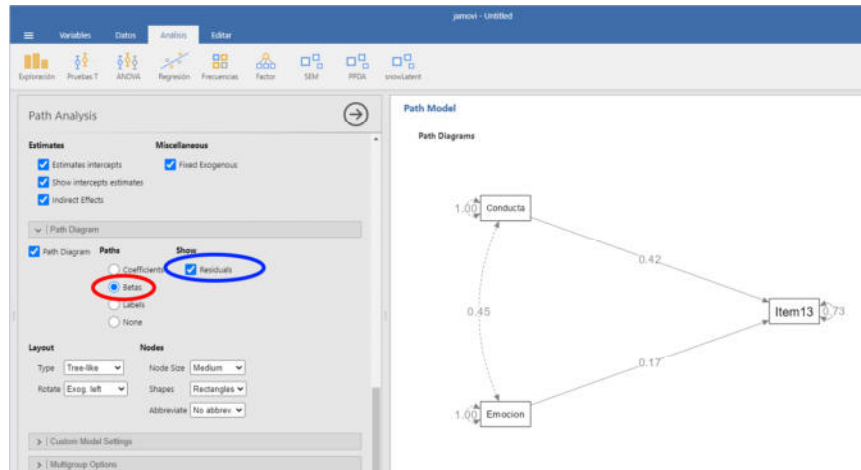 jamovi - Untitled
Variables Datos Análisis Editar
Exploración Pruebas T ANOVA Regresión Frecuencias Factor SEM PPDA snowLatent
Path Analysis
Estimates Miscellaneous
Estimates intercepts Fixed Exogenous
Show intercepts estimates
Indirect Effects
Path Diagram
Path Diagram Paths Show
Coefficients Residuals
Betas
Labels
None
Layout Nodes
Type Tree-like Node Size Medium
Rotate Exog. left Shapes Rectangles
Abbreviate No abbrev.
Custom Model Settings
Multigroup Options
Path Model
Path Diagrams
1.00 Conducta
0.42
0.45 Item13 0.73
0.17
1.00 Emocion